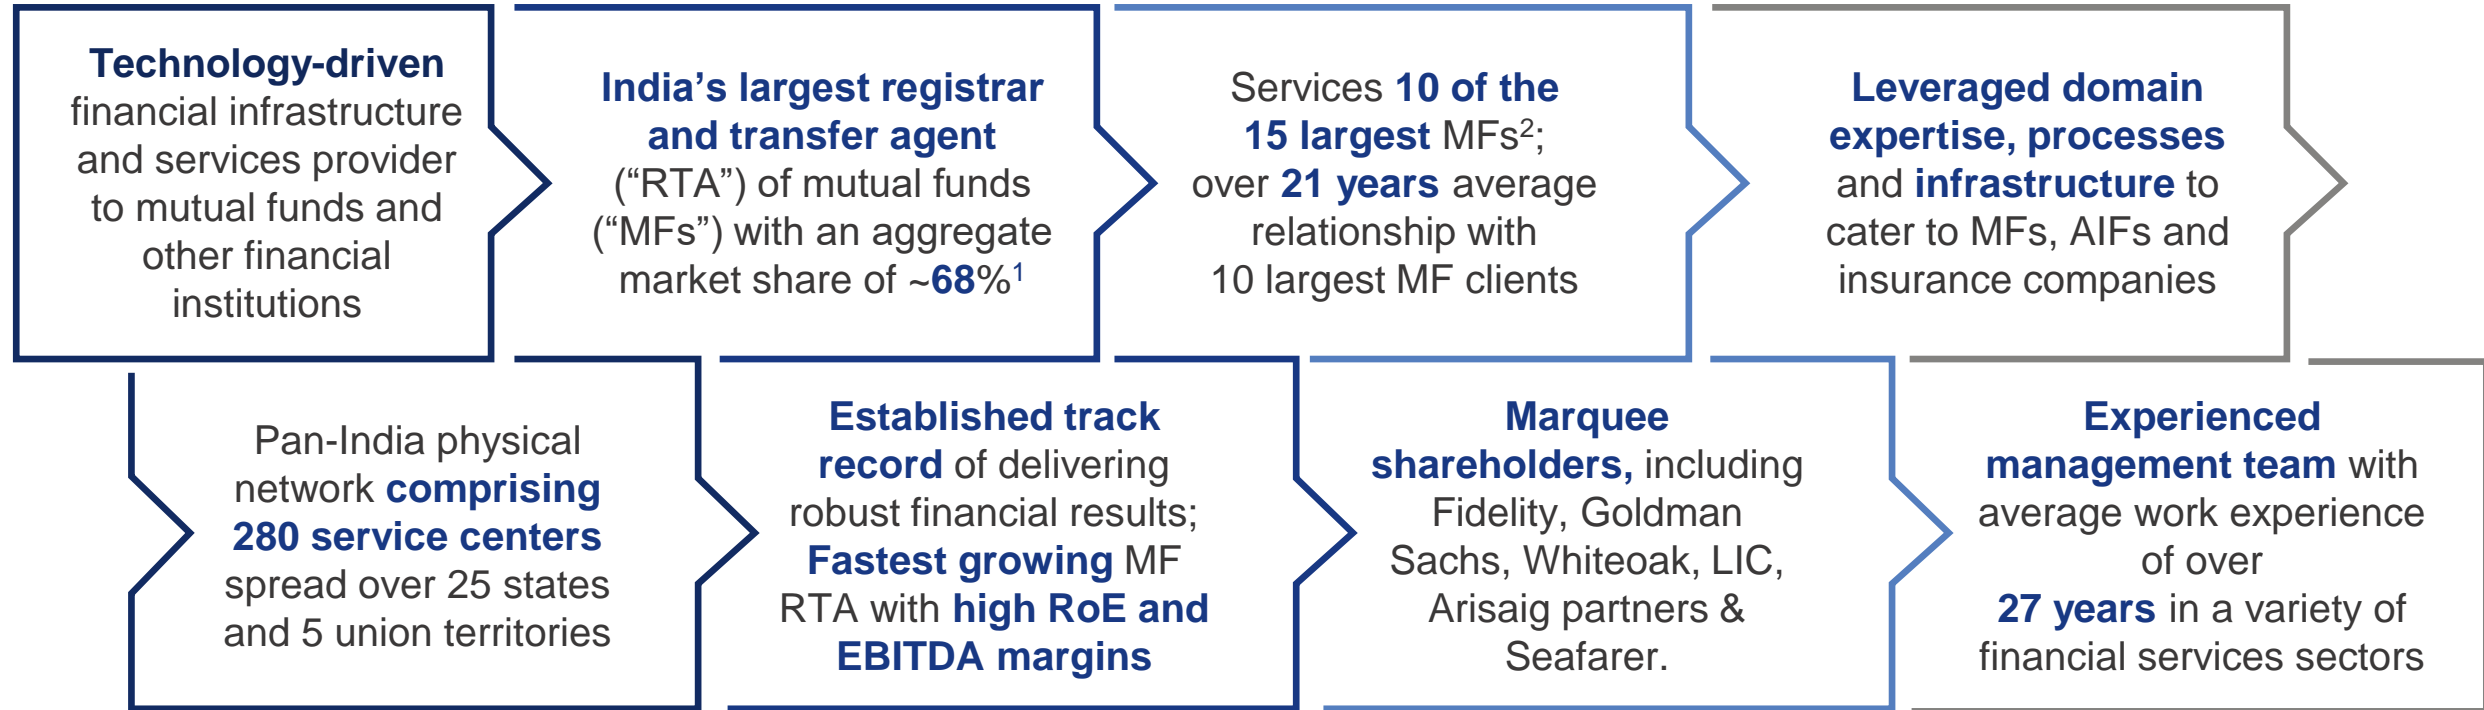 Technology-driven
financial infrastructure
and services provider
to mutual funds and
other financial
institutions
India’s largest registrar
and transfer agent
(“RTA”) of mutual funds
(“MFs”) with an aggregate
market share of ~68%1
Services 10 of the
15 largest MFs2;
over 21 years average
relationship with
10 largest MF clients
Leveraged domain
expertise, processes
and infrastructure to
cater to MFs, AIFs and
insurance companies
Pan-India physical
network comprising
280 service centers
spread over 25 states
and 5 union territories
Established track
record of delivering
robust financial results;
Fastest growing MF
RTA with high RoE and
EBITDA margins
Marquee
shareholders, including
Fidelity, Goldman
Sachs, Whiteoak, LIC,
Arisaig partners &
Seafarer.
Experienced
management team with
average work experience
of over
27 years in a variety of
financial services sectors